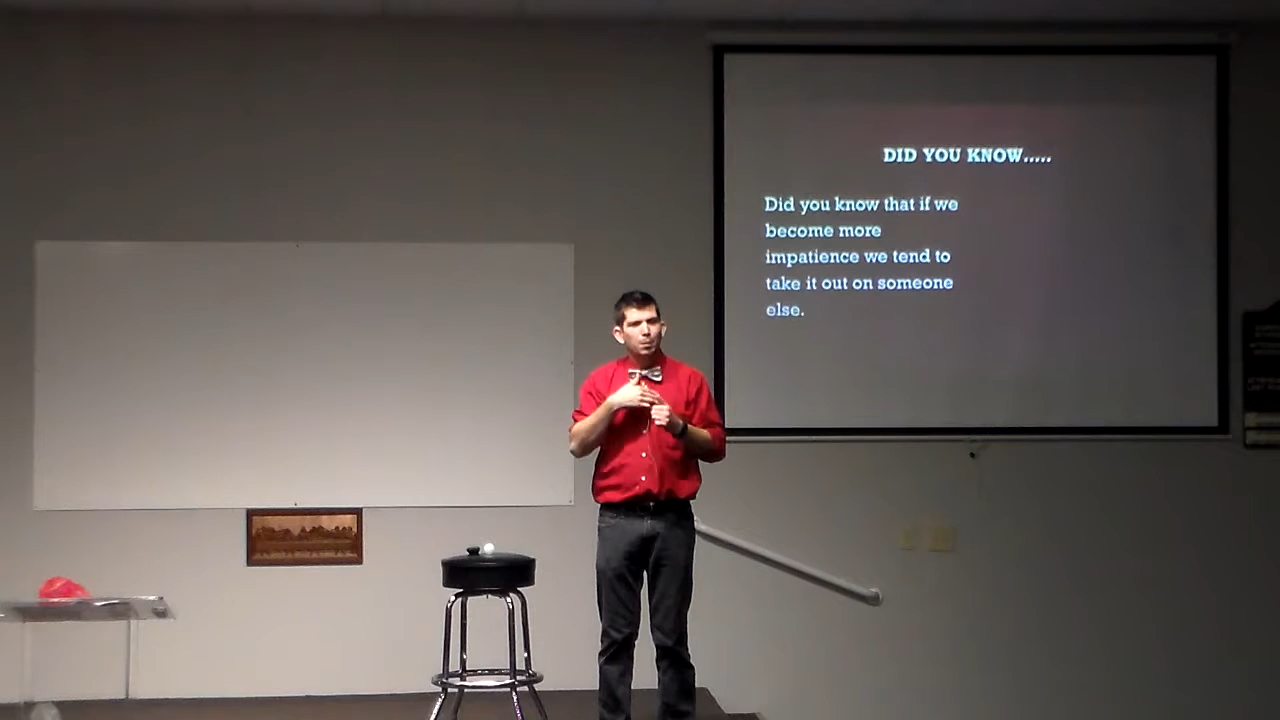 DID YOU KNOW.....
Did you know that if we
become more
impatience we tend to
take it out on someone
else.